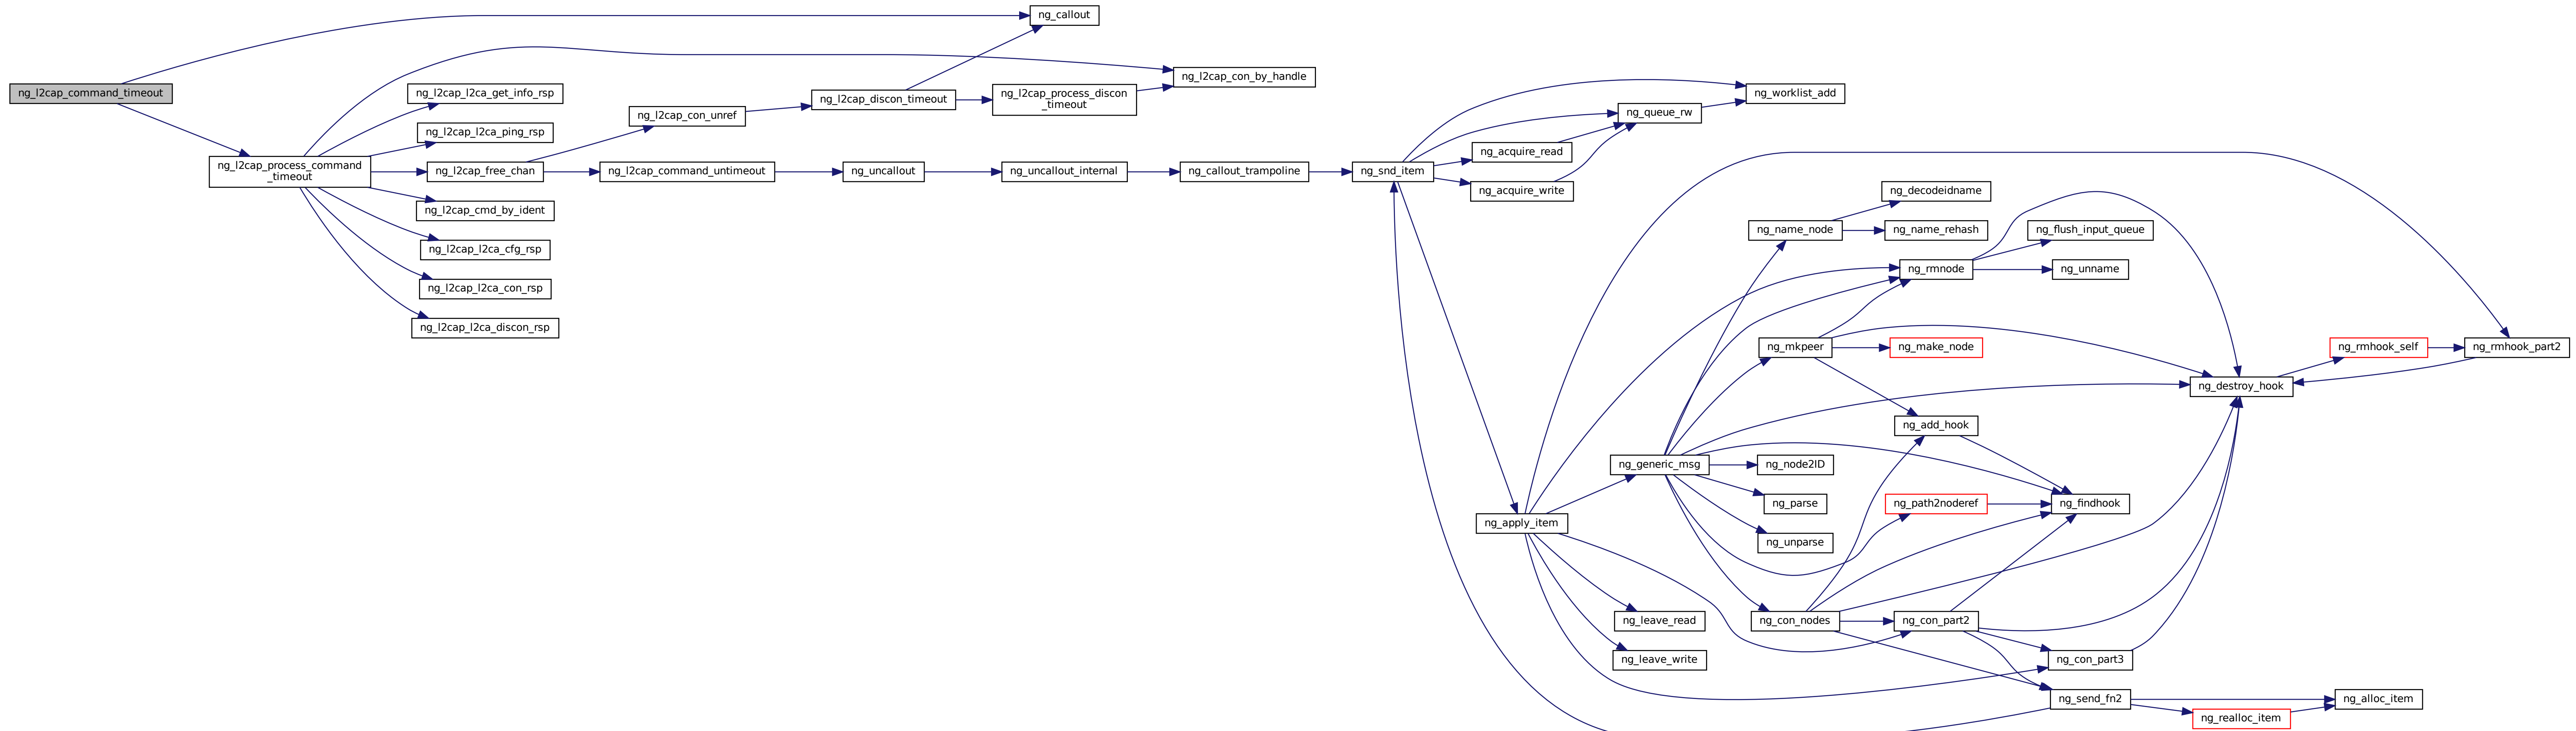 ng_l2cap_command_timeout
ng_callout
ng_l2cap_process_command
_timeout
ng_l2cap_con_by_handle
ng_l2cap_l2ca_get_info_rsp
ng_l2cap_l2ca_ping_rsp
ng_l2cap_free_chan
ng_l2cap_cmd_by_ident
ng_l2cap_l2ca_cfg_rsp
ng_l2cap_l2ca_con_rsp
ng_l2cap_l2ca_discon_rsp
ng_l2cap_con_unref
ng_l2cap_command_untimeout
ng_l2cap_discon_timeout
ng_l2cap_process_discon
_timeout
ng_uncallout
ng_uncallout_internal
ng_callout_trampoline
ng_snd_item
ng_worklist_add
ng_queue_rw
ng_acquire_read
ng_acquire_write
ng_apply_item
ng_generic_msg
ng_leave_read
ng_leave_write
ng_name_node
ng_decodeidname
ng_name_rehash
ng_rmnode
ng_flush_input_queue
ng_unname
ng_mkpeer
ng_make_node
ng_add_hook
ng_node2ID
ng_parse
ng_unparse
ng_path2noderef
ng_findhook
ng_con_nodes
ng_con_part2
ng_con_part3
ng_send_fn2
ng_destroy_hook
ng_rmhook_self
ng_rmhook_part2
ng_alloc_item
ng_realloc_item